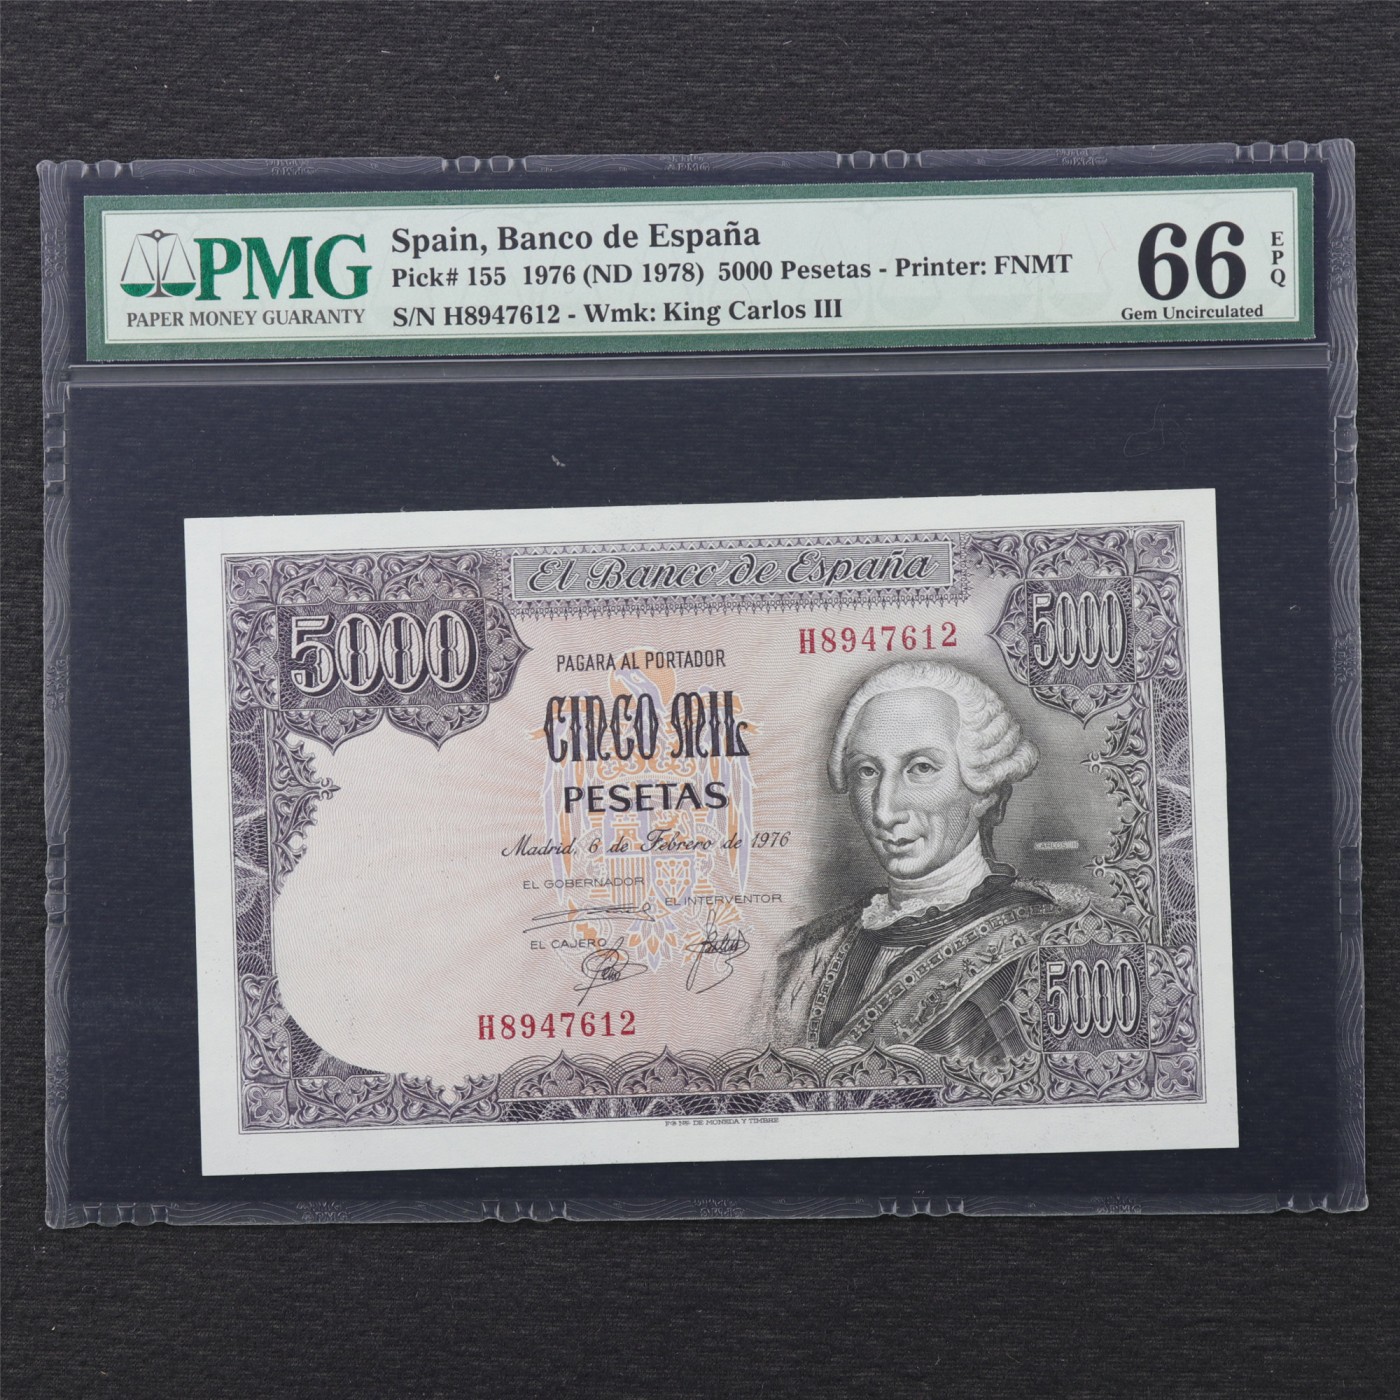 PMG
PAPER MONEY GUARANTY
Spain, Banco de España
Pick# 155 1976 (ND 1978) 5000 Pesetas - Printer: FNMT
S/N H8947612 - Wmk: King Carlos III
66
EPQ
Gem Uncirculated
El Banco de España
5000
5000
H8947612
PAGARA AL PORTADOR
CINCO MIL
PESETAS
Madrid, 6 de Febrero de 1976
CARLOS III
EL GOBERNADOR
EL INTERVENTOR
EL CAJERO
5000
H8947612